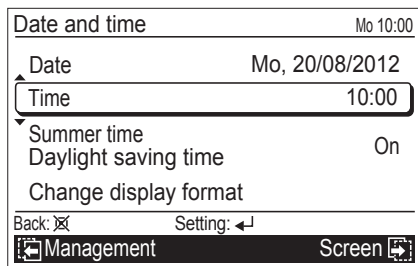 Date and time Mo 10:00
Date Mo, 20/08/2012
Time 10:00
Summer time
Daylight saving time On
Change display format
Back: Setting:
Management Screen